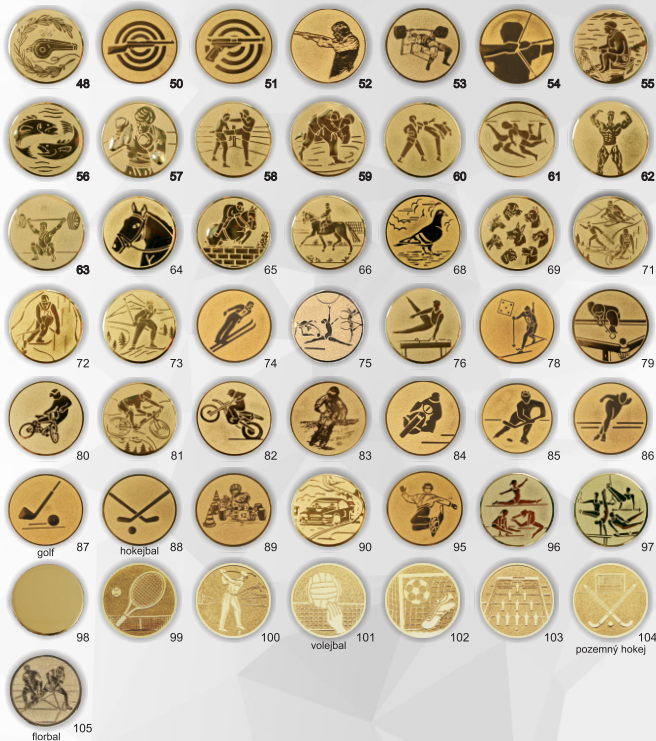 48 50 51 52 53 54 55
56 57 58 59 60 61 62
63 64 65 66 68 69 71
72 73 74 75 76 78 79
80 81 82 83 84 85 86
87 88 89 90 95 96 97
golf hokejbal
98 99 100 101 102 103 104
volejbal pozemný hokej
105
florbal